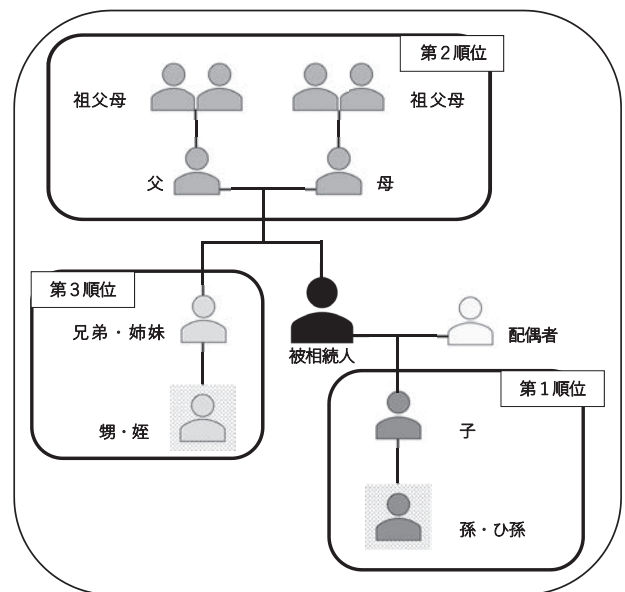 第２順位
祖父母
祖父母
父
母
第３順位
兄弟・姉妹
甥・姪
被相続人
配偶者
第１順位
子
孫・ひ孫